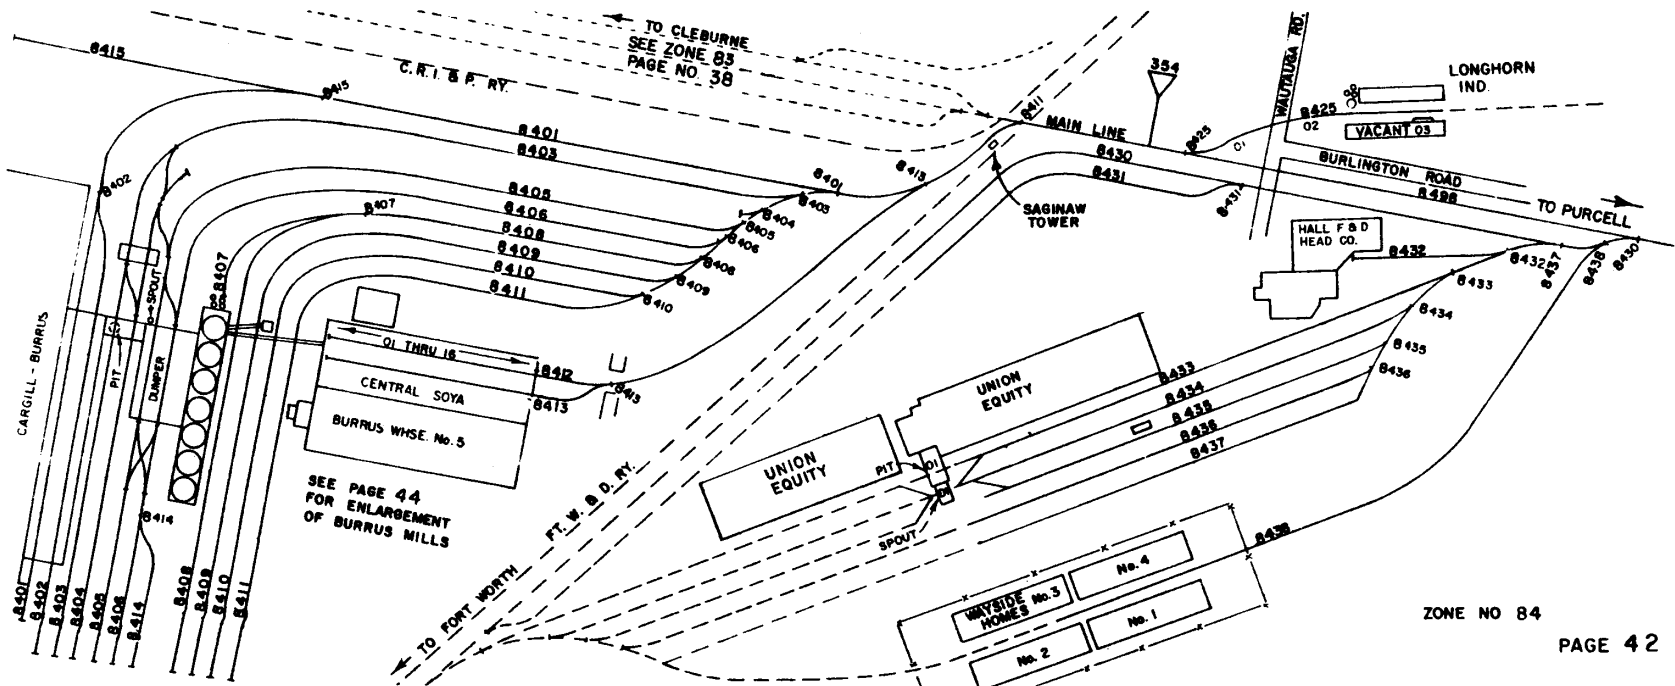 TO CLEBURNE
SEE ZONE 83
PAGE NO. 38
8415
C.R.I. & P. RY.
8415
8401
8403
8405
8406
8408
8409
8410
8411
8407
8402
8407
8401
8403
8404
8405
8406
8408
8409
8410
8413
8411
MAIN LINE
8430
8431
354
8425
01
02
8425
WAUTAUGA RD.
LONGHORN
IND.
VACANT 03
BURLINGTON ROAD
8498
TO PURCELL
8431
SAGINAW
TOWER
HALL F & D
HEAD CO.
8432
8432
8437
8438
8430
8433
8434
8435
8436
CARGILL - BURRUS
PIT
SPOUT
DUMPER
01 THRU 16
CENTRAL SOYA
BURRUS WHSE. No. 5
8412
8413
8413
SEE PAGE 44
FOR ENLARGEMENT
OF BURRUS MILLS
8414
8401
8402
8403
8404
8405
8406
8414
8408
8409
8410
8411
FT. W. & D. RY.
TO FORT WORTH
UNION
EQUITY
UNION
EQUITY
8433
8434
8435
8436
8437
PIT
01
SPOUT
8438
WAYSIDE
HOMES No. 3
No. 4
No. 1
No. 2
ZONE NO 84
PAGE 42